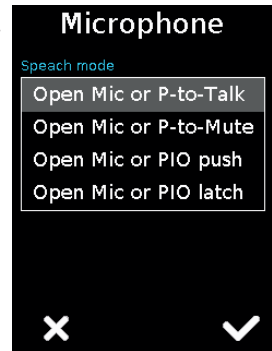 Microphone
Speach mode
Open Mic or P-to-Talk
Open Mic or P-to-Mute
Open Mic or PIO push
Open Mic or PIO latch